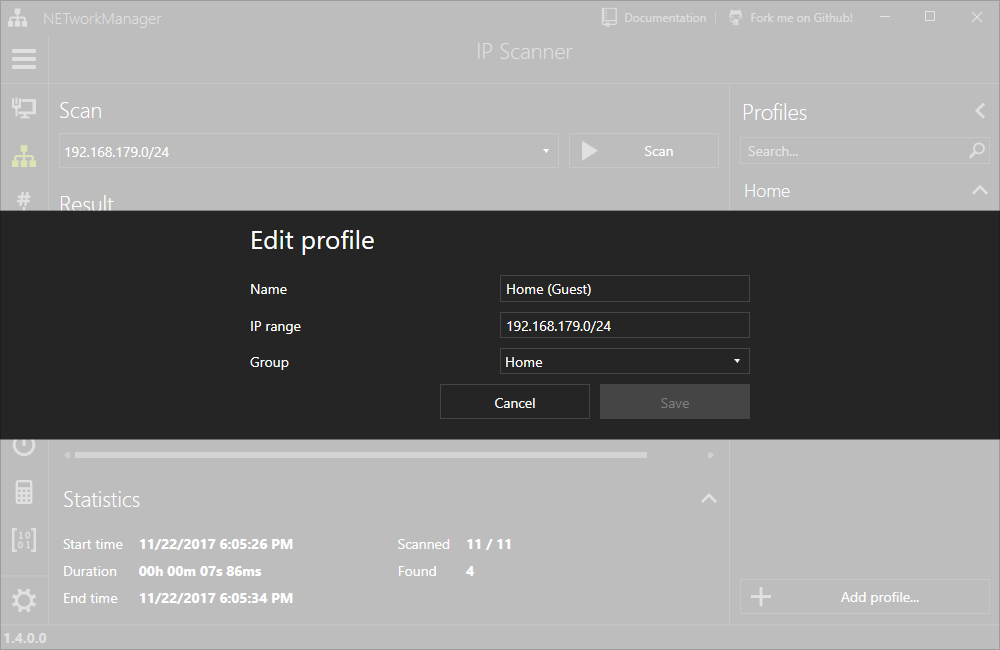 NETworkManager
Documentation
Fork me on Github!
IP Scanner
Scan
192.168.179.0/24
Scan
Result
Profiles
Search...
Home
Edit profile
Name
Home (Guest)
IP range
192.168.179.0/24
Group
Home
Cancel
Save
Statistics
Start time 11/22/2017 6:05:26 PM
Scanned 11 / 11
Duration 00h 00m 07s 86ms
Found 4
End time 11/22/2017 6:05:34 PM
Add profile...
1.4.0.0